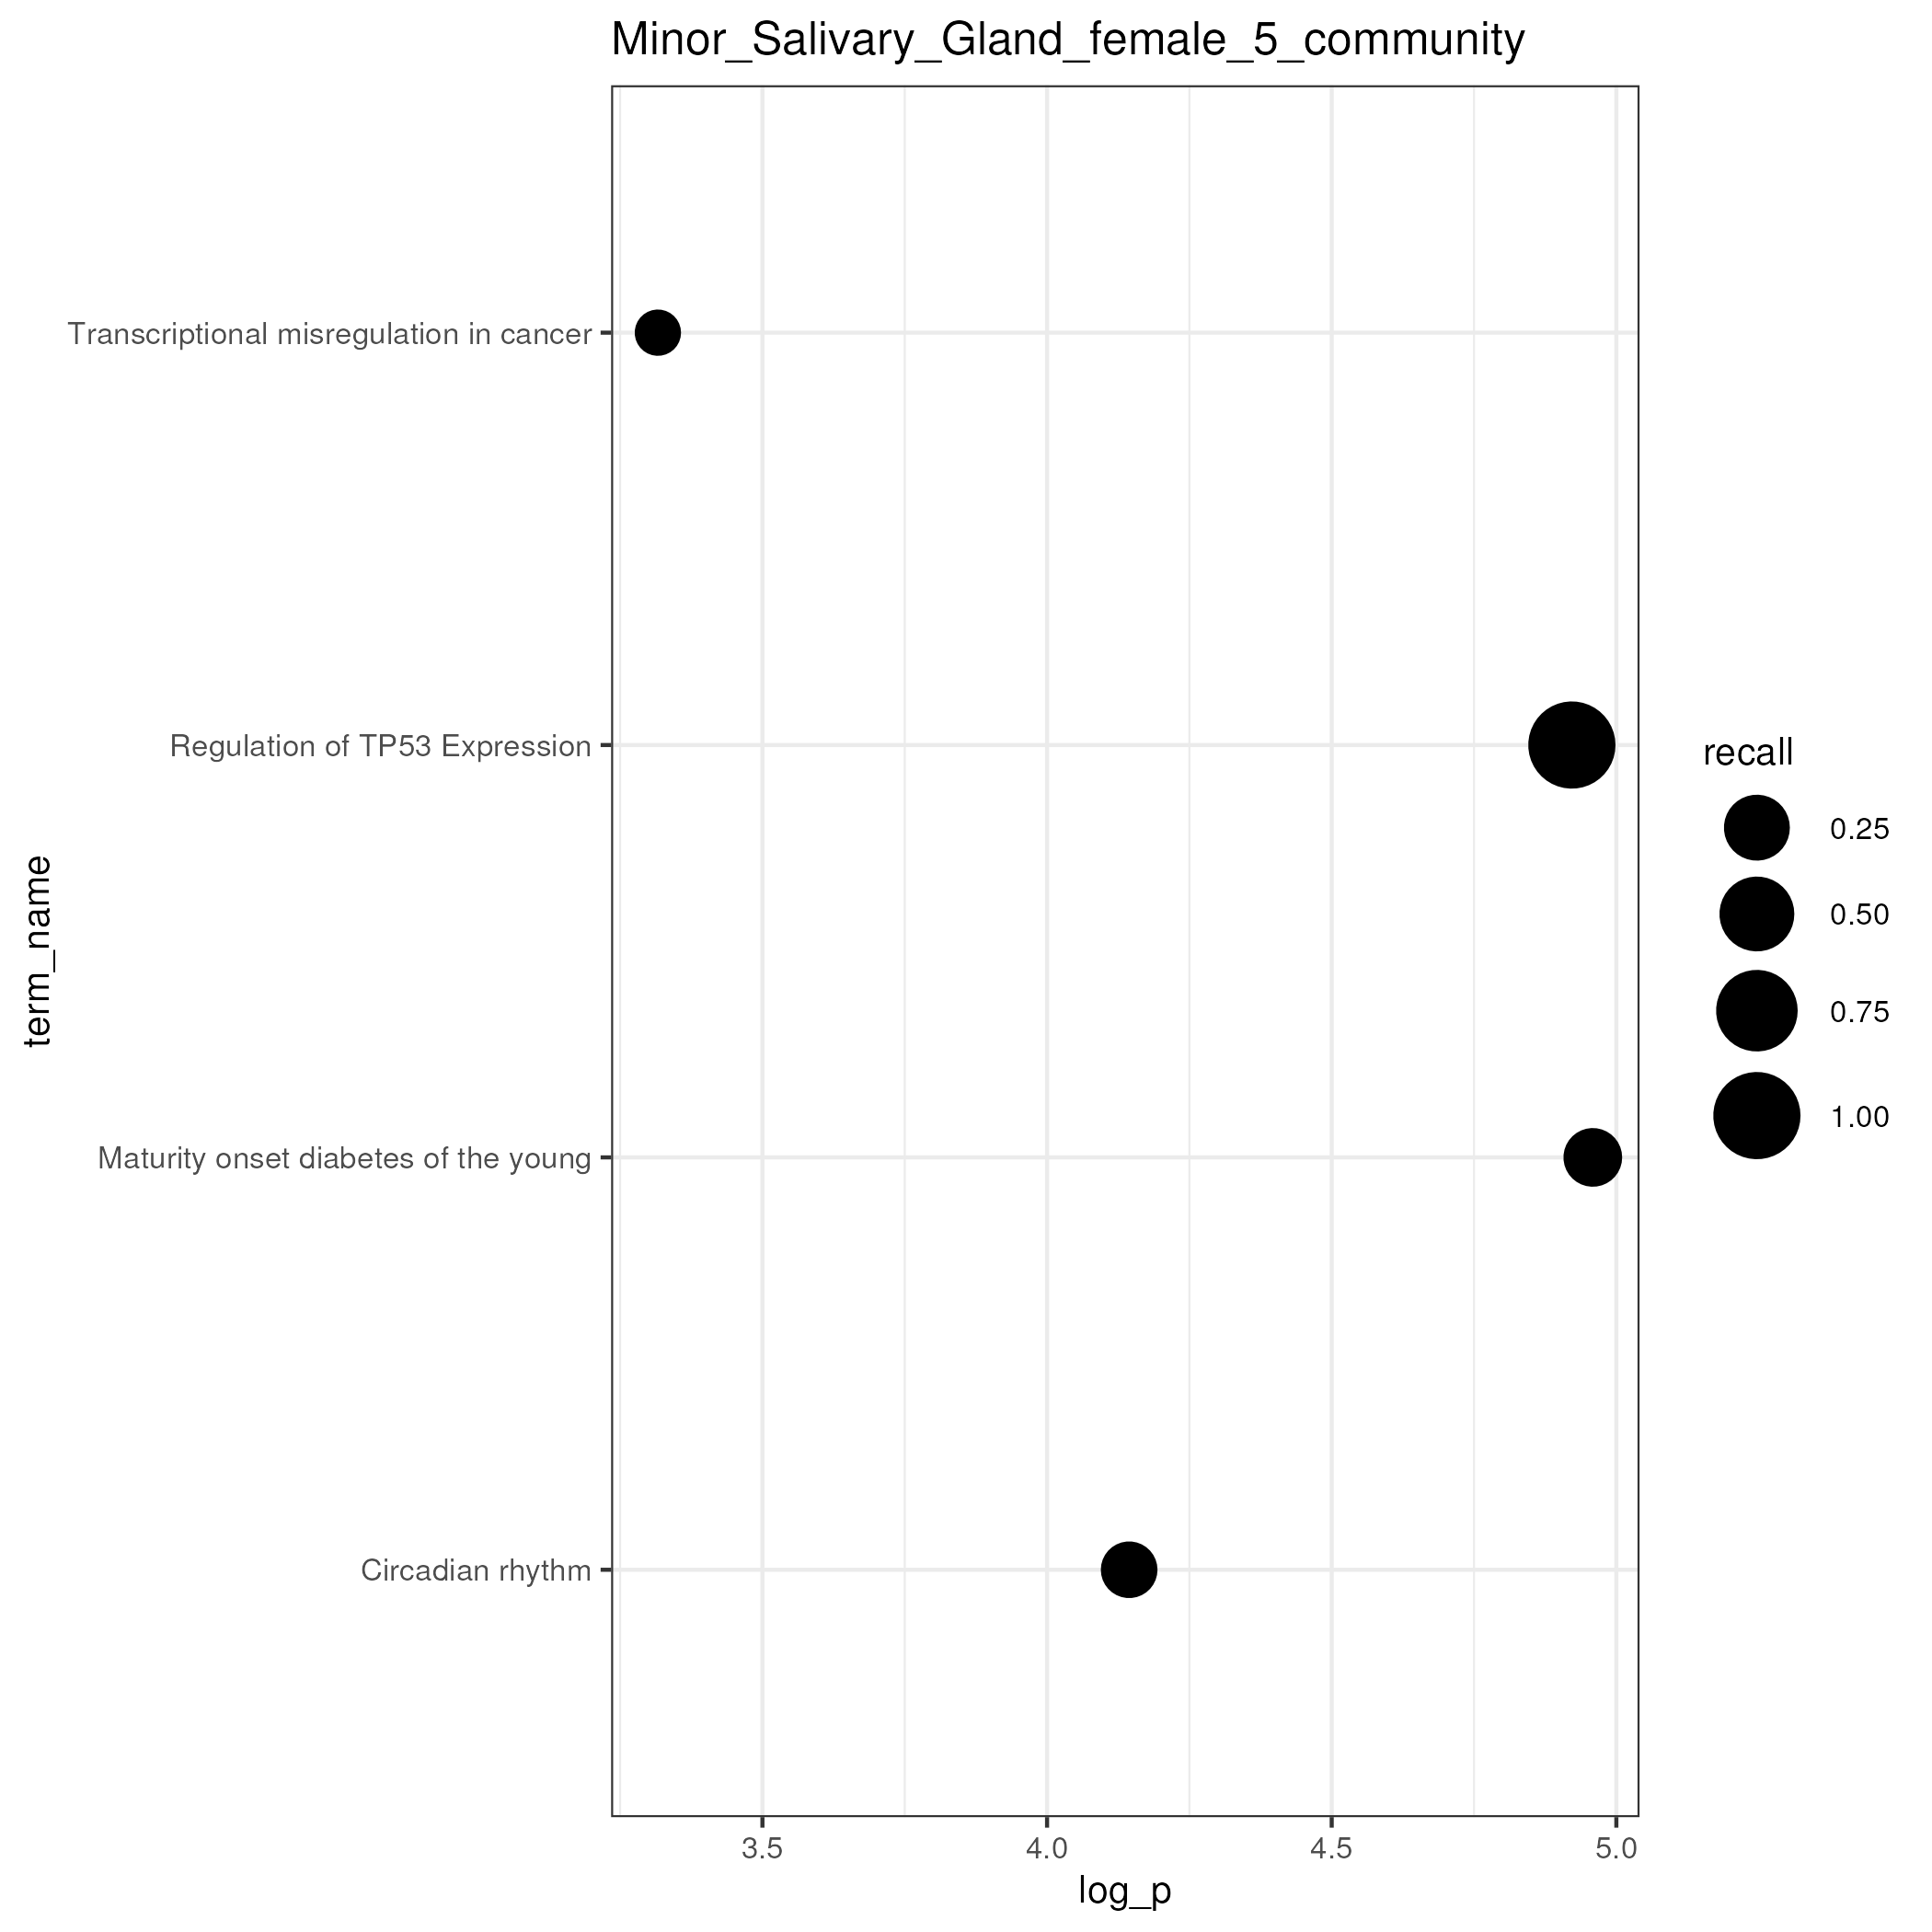 Minor_Salivary_Gland_female_5_community
Transcriptional misregulation in cancer
Regulation of TP53 Expression
Maturity onset diabetes of the young
Circadian rhythm
term_name
3.5
4.0
4.5
5.0
log_p
recall
0.25
0.50
0.75
1.00